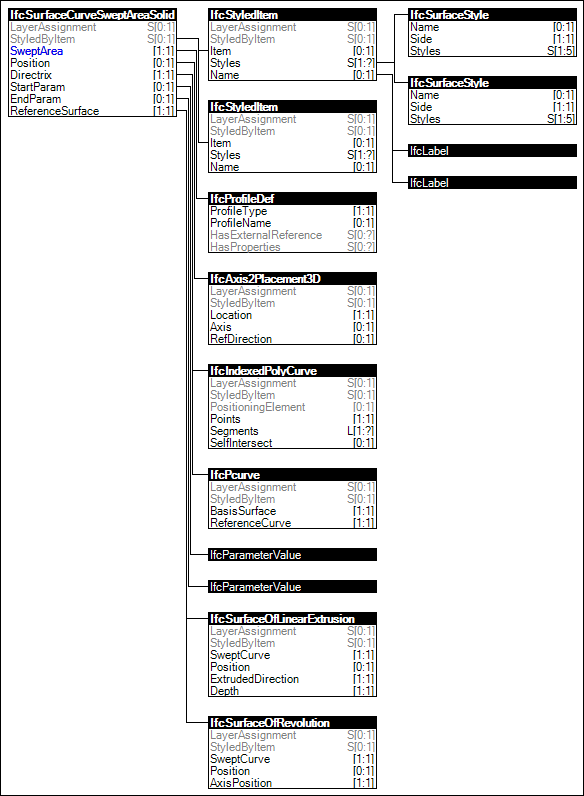 IfcSurfaceCurveSweptAreaSolid
LayerAssignment S[0:1]
StyledByItem S[0:1]
SweptArea [1:1]
Position [0:1]
Directrix [1:1]
StartParam [0:1]
EndParam [0:1]
ReferenceSurface [1:1]
IfcStyledItem
LayerAssignment S[0:1]
StyledByItem S[0:1]
Item [0:1]
Styles S[1:?]
Name [0:1]
IfcStyledItem
LayerAssignment S[0:1]
StyledByItem S[0:1]
Item [0:1]
Styles S[1:?]
Name [0:1]
IfcProfileDef
ProfileType [1:1]
ProfileName [0:1]
HasExternalReference S[0:?]
HasProperties S[0:?]
IfcAxis2Placement3D
LayerAssignment S[0:1]
StyledByItem S[0:1]
Location [1:1]
Axis [0:1]
RefDirection [0:1]
IfcIndexedPolyCurve
LayerAssignment S[0:1]
StyledByItem S[0:1]
PositioningElement [0:1]
Points [1:1]
Segments L[1:?]
SelfIntersect [0:1]
IfcPcurve
LayerAssignment S[0:1]
StyledByItem S[0:1]
BasisSurface [1:1]
ReferenceCurve [1:1]
IfcParameterValue
IfcParameterValue
IfcSurfaceOfLinearExtrusion
LayerAssignment S[0:1]
StyledByItem S[0:1]
SweptCurve [1:1]
Position [0:1]
ExtrudedDirection [1:1]
Depth [1:1]
IfcSurfaceOfRevolution
LayerAssignment S[0:1]
StyledByItem S[0:1]
SweptCurve [1:1]
Position [0:1]
AxisPosition [1:1]
IfcSurfaceStyle
Name [0:1]
Side [1:1]
Styles S[1:5]
IfcSurfaceStyle
Name [0:1]
Side [1:1]
Styles S[1:5]
IfcLabel
IfcLabel